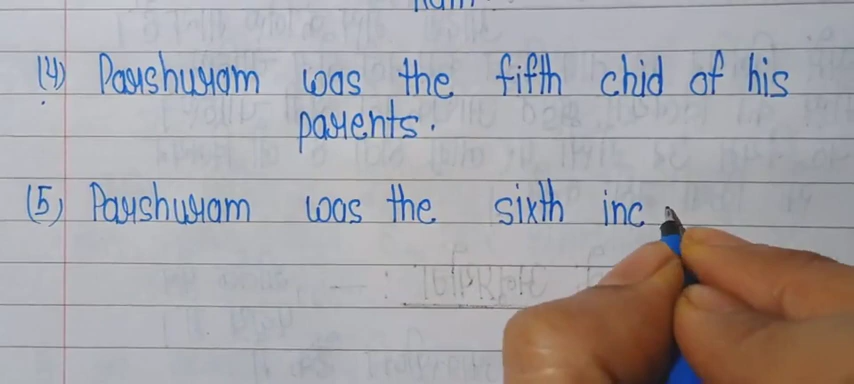 (4) Parshuram was the fifth chid of his
parents.
(5) Parshuram was the sixth inc